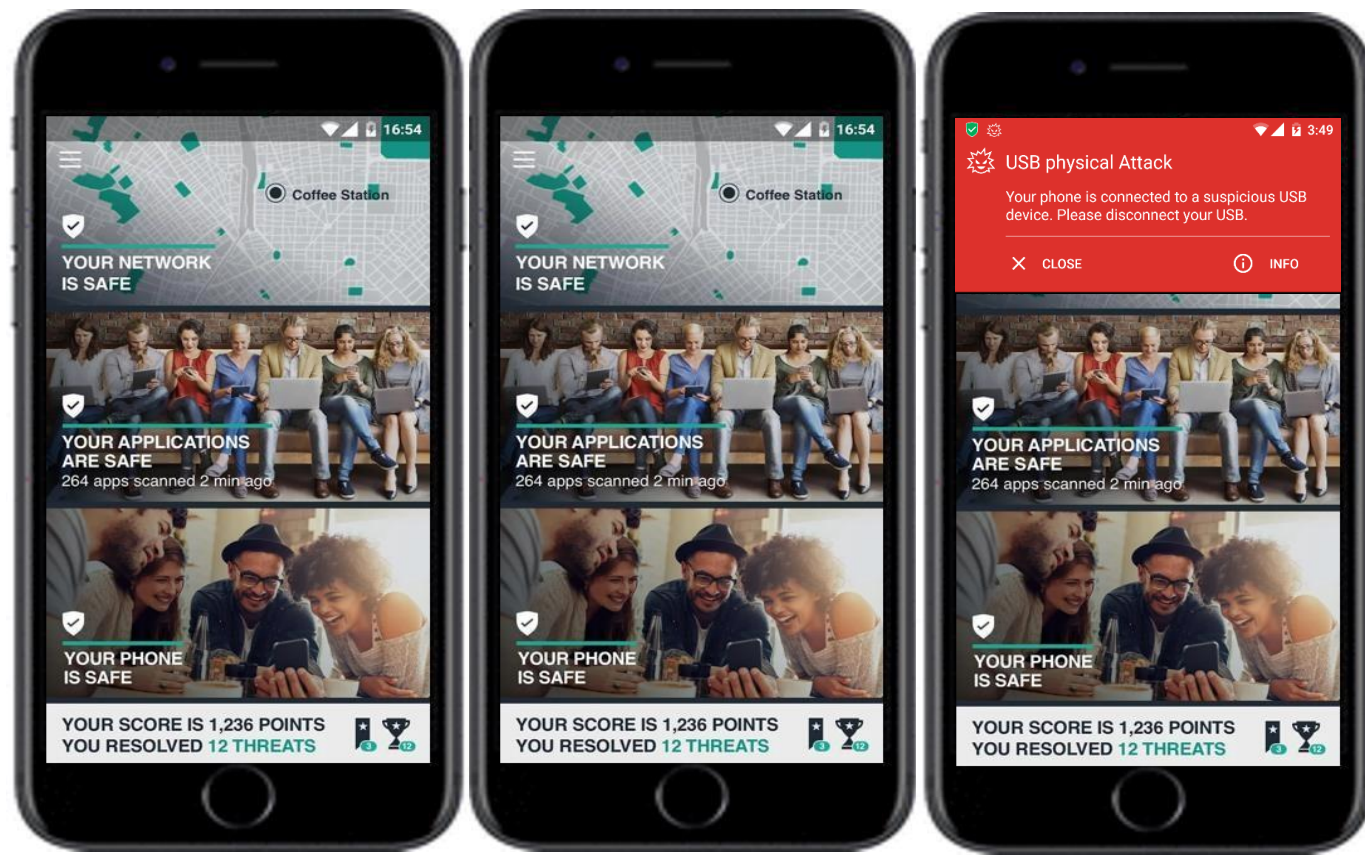 16:54
Coffee Station
YOUR NETWORK
IS SAFE
YOUR APPLICATIONS
ARE SAFE
264 apps scanned 2 min ago
YOUR PHONE
IS SAFE
YOUR SCORE IS 1,236 POINTS
YOU RESOLVED 12 THREATS
3
12
16:54
Coffee Station
YOUR NETWORK
IS SAFE
YOUR APPLICATIONS
ARE SAFE
264 apps scanned 2 min ago
YOUR PHONE
IS SAFE
YOUR SCORE IS 1,236 POINTS
YOU RESOLVED 12 THREATS
3
12
3:49
USB physical Attack
Your phone is connected to a suspicious USB
device. Please disconnect your USB.
CLOSE
INFO
YOUR APPLICATIONS
ARE SAFE
264 apps scanned 2 min ago
YOUR PHONE
IS SAFE
YOUR SCORE IS 1,236 POINTS
YOU RESOLVED 12 THREATS
3
12